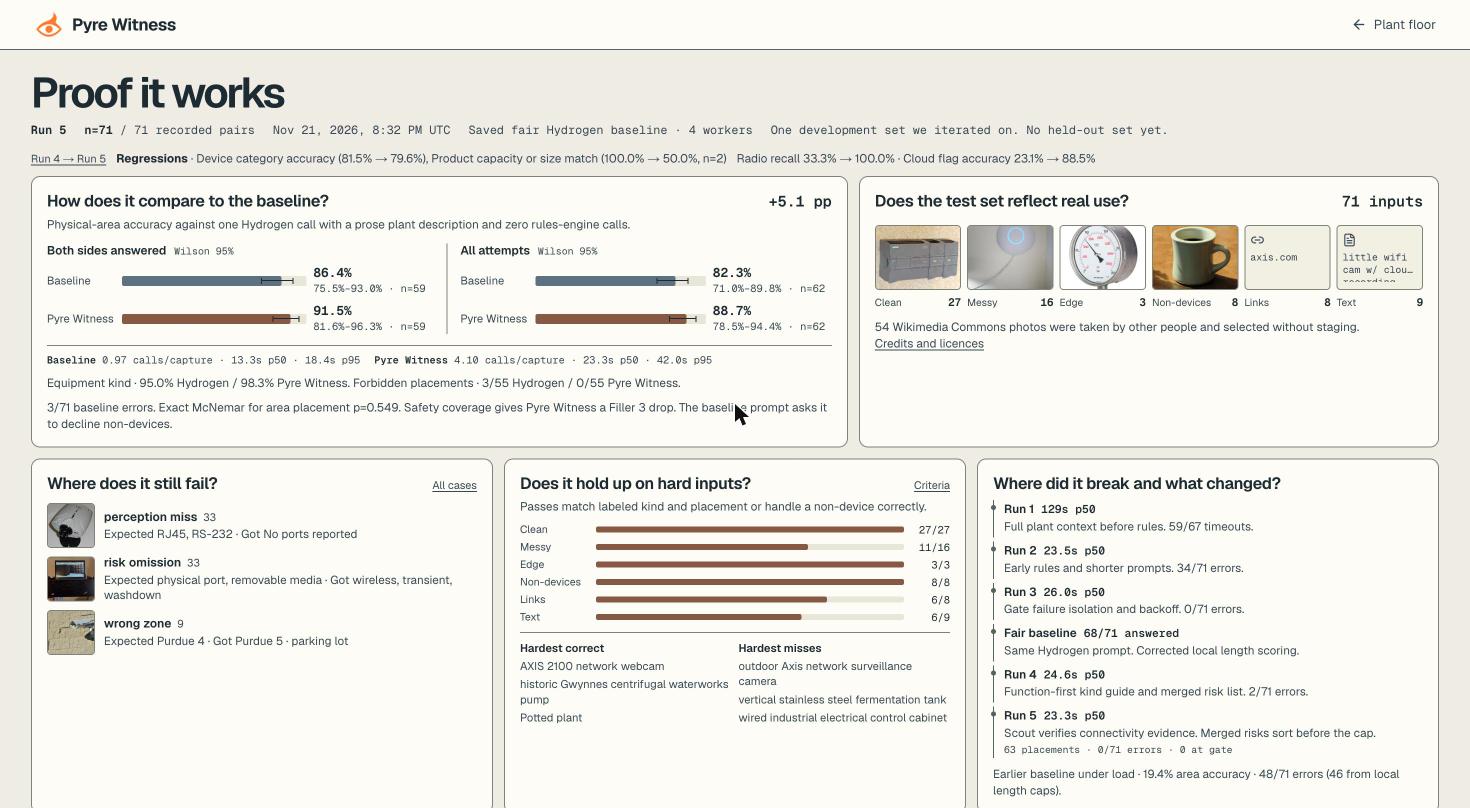 Pyre Witness
← Plant floor
Proof it works
Run 5 n=71 / 71 recorded pairs Nov 21, 2026, 8:32 PM UTC Saved fair Hydrogen baseline · 4 workers One development set we iterated on. No held-out set yet.
Run 4 → Run 5 Regressions · Device category accuracy (81.5% → 79.6%), Product capacity or size match (100.0% → 50.0%, n=2) Radio recall 33.3% → 100.0% · Cloud flag accuracy 23.1% → 88.5%
How does it compare to the baseline? +5.1 pp
Physical-area accuracy against one Hydrogen call with a prose plant description and zero rules-engine calls.
Both sides answered Wilson 95%
Baseline 86.4%
75.5%–93.0% · n=59
Pyre Witness 91.5%
81.6%–96.3% · n=59
All attempts Wilson 95%
Baseline 82.3%
71.0%–89.8% · n=62
Pyre Witness 88.7%
78.5%–94.4% · n=62
Baseline 0.97 calls/capture · 13.3s p50 · 18.4s p95 Pyre Witness 4.10 calls/capture · 23.3s p50 · 42.0s p95
Equipment kind · 95.0% Hydrogen / 98.3% Pyre Witness. Forbidden placements · 3/55 Hydrogen / 0/55 Pyre Witness.
3/71 baseline errors. Exact McNemar for area placement p=0.549. Safety coverage gives Pyre Witness a Filler 3 drop. The baseline prompt asks it
to decline non-devices.
Does the test set reflect real use? 71 inputs
axis.com
little wifi
cam w/ clou…
recording
Clean 27 Messy 16 Edge 3 Non-devices 8 Links 8 Text 9
54 Wikimedia Commons photos were taken by other people and selected without staging.
Credits and licences
Where does it still fail? All cases
perception miss 33
Expected RJ45, RS-232 · Got No ports reported
risk omission 33
Expected physical port, removable media · Got wireless, transient,
washdown
wrong zone 9
Expected Purdue 4 · Got Purdue 5 · parking lot
Does it hold up on hard inputs? Criteria
Passes match labeled kind and placement or handle a non-device correctly.
Clean 27/27
Messy 11/16
Edge 3/3
Non-devices 8/8
Links 6/8
Text 6/9
Hardest correct
AXIS 2100 network webcam
historic Gwynnes centrifugal waterworks
pump
Potted plant
Hardest misses
outdoor Axis network surveillance
camera
vertical stainless steel fermentation tank
wired industrial electrical control cabinet
Where did it break and what changed?
Run 1 129s p50
Full plant context before rules. 59/67 timeouts.
Run 2 23.5s p50
Early rules and shorter prompts. 34/71 errors.
Run 3 26.0s p50
Gate failure isolation and backoff. 0/71 errors.
Fair baseline 68/71 answered
Same Hydrogen prompt. Corrected local length scoring.
Run 4 24.6s p50
Function-first kind guide and merged risk list. 2/71 errors.
Run 5 23.3s p50
Scout verifies connectivity evidence. Merged risks sort before the cap.
63 placements · 0/71 errors · 0 at gate
Earlier baseline under load · 19.4% area accuracy · 48/71 errors (46 from local
length caps).